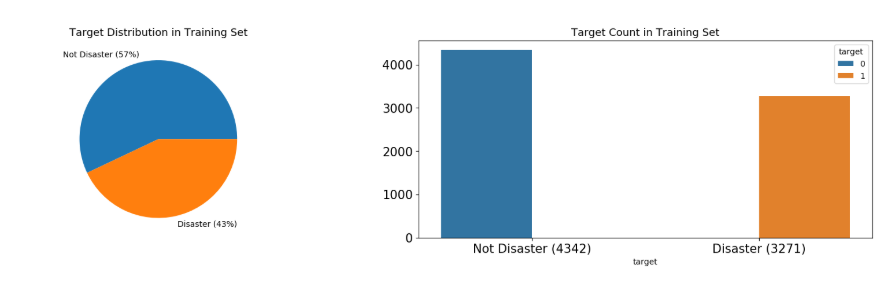 Target Distribution in Training Set
Not Disaster (57%)
Disaster (43%)
Target Count in Training Set
target
0
1
4000
3000
2000
1000
0
Not Disaster (4342)
Disaster (3271)
target